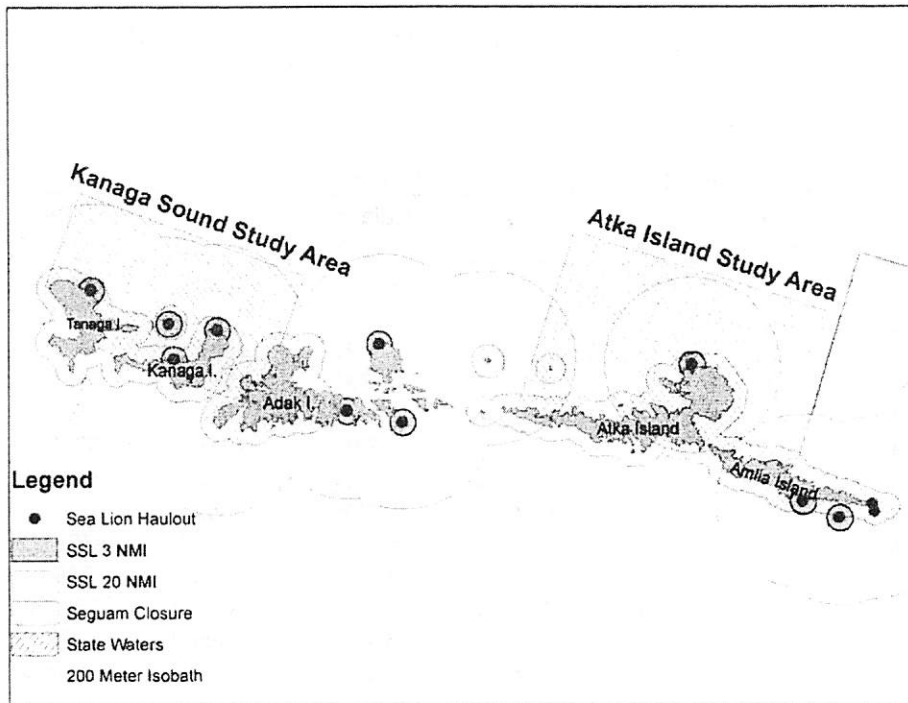 Kanaga Sound Study Area
Atka Island Study Area
Tanaga I.
Kanaga I.
Adak I.
Atka Island
Amlia Island
Legend
Sea Lion Haulout
SSL 3 NMI
SSL 20 NMI
Seguam Closure
State Waters
200 Meter Isobath